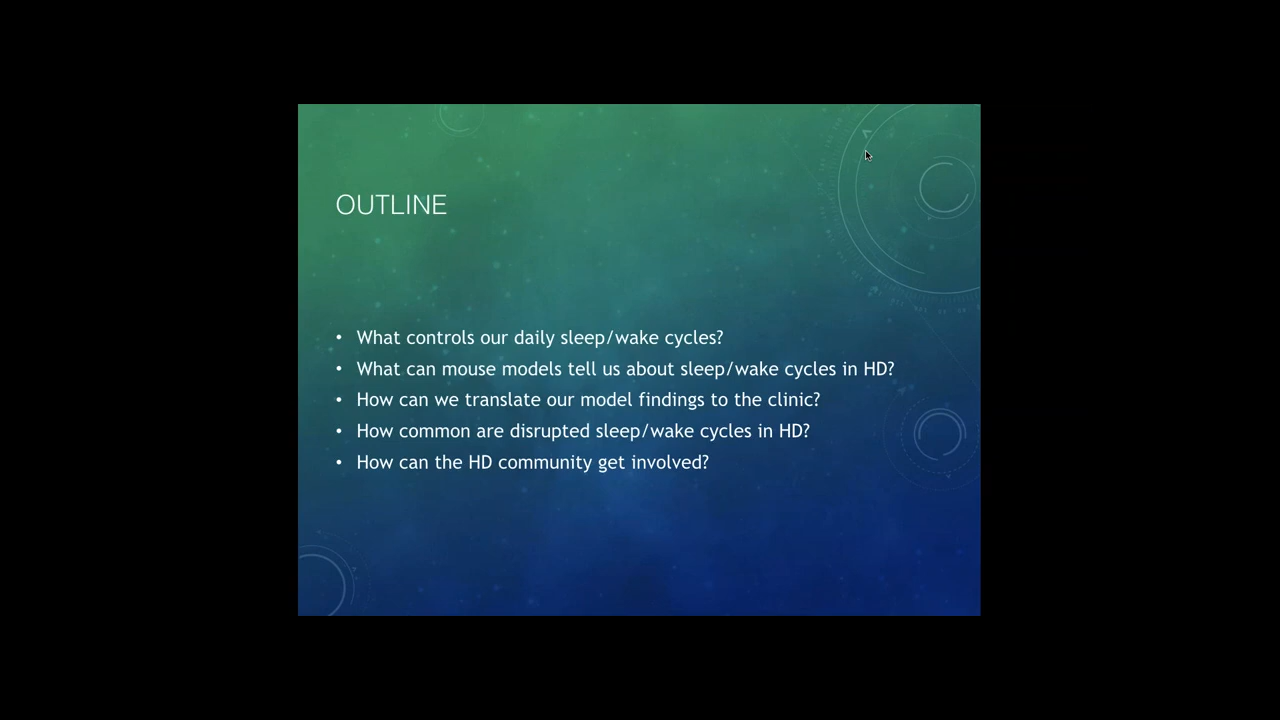 OUTLINE
• What controls our daily sleep/wake cycles?
• What can mouse models tell us about sleep/wake cycles in HD?
• How can we translate our model findings to the clinic?
• How common are disrupted sleep/wake cycles in HD?
• How can the HD community get involved?